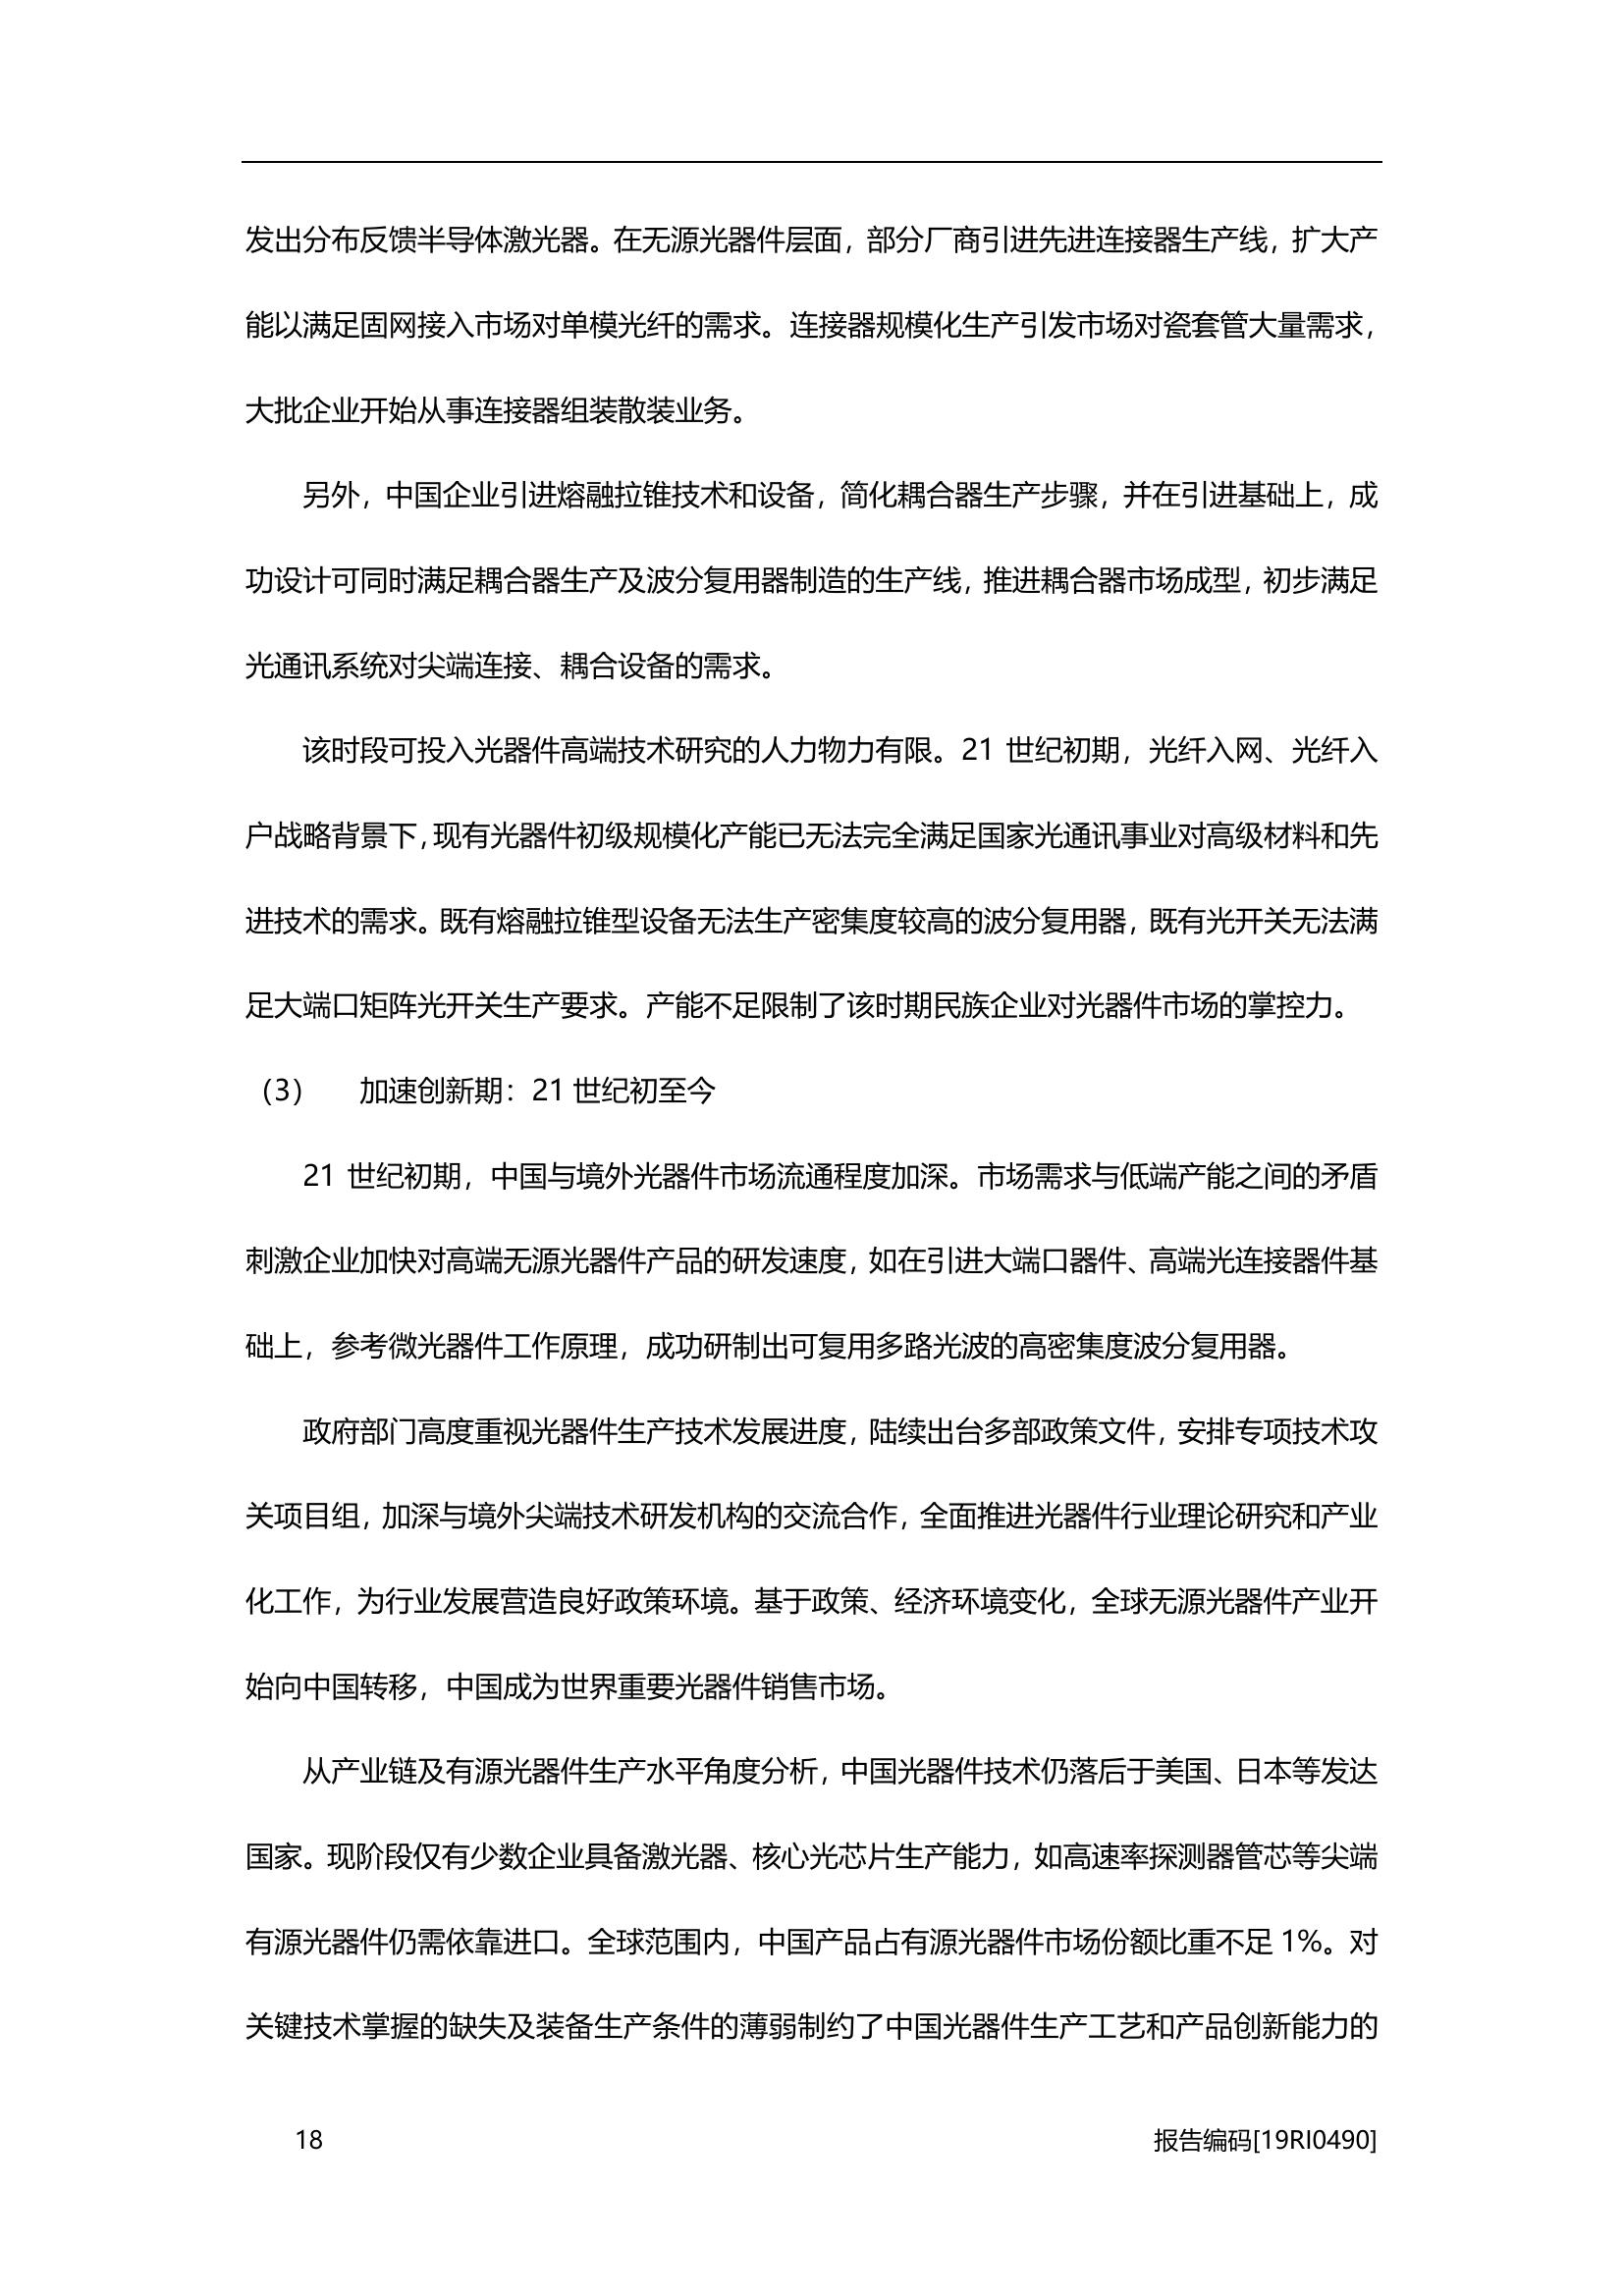 发出分布反馈半导体激光器。在无源光器件层面，部分厂商引进先进连接器生产线，扩大产
能以满足固网接入市场对单模光纤的需求。连接器规模化生产引发市场对瓷套管大量需求，
大批企业开始从事连接器组装散装业务。
另外，中国企业引进熔融拉锥技术和设备，简化耦合器生产步骤，并在引进基础上，成
功设计可同时满足耦合器生产及波分复用器制造的生产线，推进耦合器市场成型，初步满足
光通讯系统对尖端连接、耦合设备的需求。
该时段可投入光器件高端技术研究的人力物力有限。21 世纪初期，光纤入网、光纤入
户战略背景下，现有光器件初级规模化产能已无法完全满足国家光通讯事业对高级材料和先
进技术的需求。既有熔融拉锥型设备无法生产密集度较高的波分复用器，既有光开关无法满
足大端口矩阵光开关生产要求。产能不足限制了该时期民族企业对光器件市场的掌控力。
（3） 加速创新期：21 世纪初至今
21 世纪初期，中国与境外光器件市场流通程度加深。市场需求与低端产能之间的矛盾
刺激企业加快对高端无源光器件产品的研发速度，如在引进大端口器件、高端光连接器件基
础上，参考微光器件工作原理，成功研制出可复用多路光波的高密集度波分复用器。
政府部门高度重视光器件生产技术发展进度，陆续出台多部政策文件，安排专项技术攻
关项目组，加深与境外尖端技术研发机构的交流合作，全面推进光器件行业理论研究和产业
化工作，为行业发展营造良好政策环境。基于政策、经济环境变化，全球无源光器件产业开
始向中国转移，中国成为世界重要光器件销售市场。
从产业链及有源光器件生产水平角度分析，中国光器件技术仍落后于美国、日本等发达
国家。现阶段仅有少数企业具备激光器、核心光芯片生产能力，如高速率探测器管芯等尖端
有源光器件仍需依靠进口。全球范围内，中国产品占有源光器件市场份额比重不足 1%。对
关键技术掌握的缺失及装备生产条件的薄弱制约了中国光器件生产工艺和产品创新能力的
18 报告编码[19RI0490]